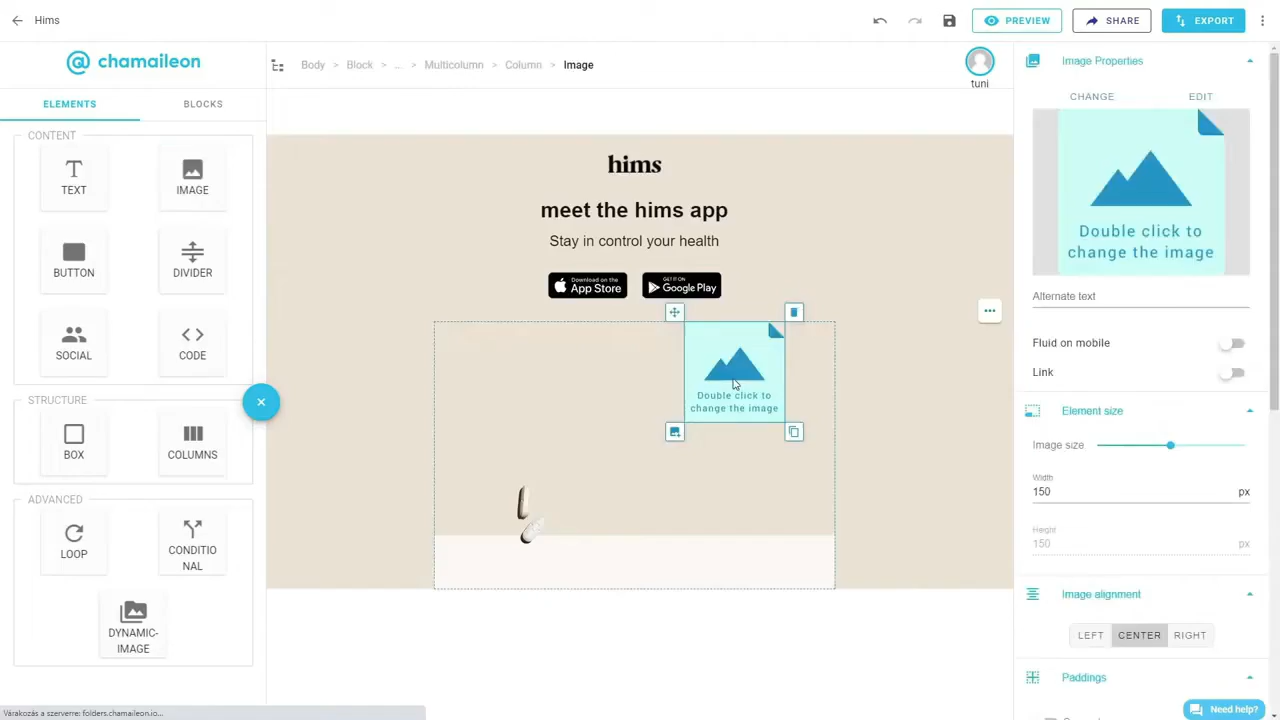 Hims
PREVIEW
SHARE
EXPORT
chamaileon
Body
Block
...
Multicolumn
Column
Image
tuni
ELEMENTS
BLOCKS
CONTENT
TEXT
IMAGE
BUTTON
DIVIDER
SOCIAL
CODE
STRUCTURE
BOX
COLUMNS
ADVANCED
LOOP
CONDITIO
NAL
DYNAMIC-
IMAGE
hims
meet the hims app
Stay in control your health
Download on the
App Store
GET IT ON
Google Play
Double click to
change the image
Image Properties
CHANGE
EDIT
Double click to
change the image
Alternate text
Fluid on mobile
Link
Element size
Image size
Width
150 px
Height
150 px
Image alignment
LEFT CENTER RIGHT
Paddings
Need help?
Várakozás a szerverre: folders.chamaileon.io...